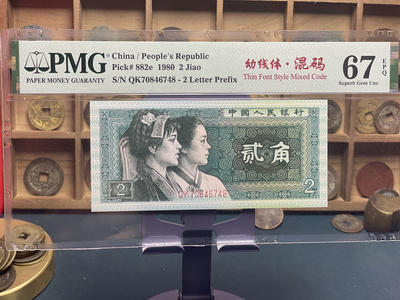 PMG
PAPER MONEY GUARANTY
China / People's Republic
Pick# 882e 1980 2 Jiao
S/N QK70846748 - 2 Letter Prefix
幼线体·混码
Thin Font Style Mixed Code
67 EPQ
Superb Gem Unc
中国人民银行
贰角
QK70846748
2
2